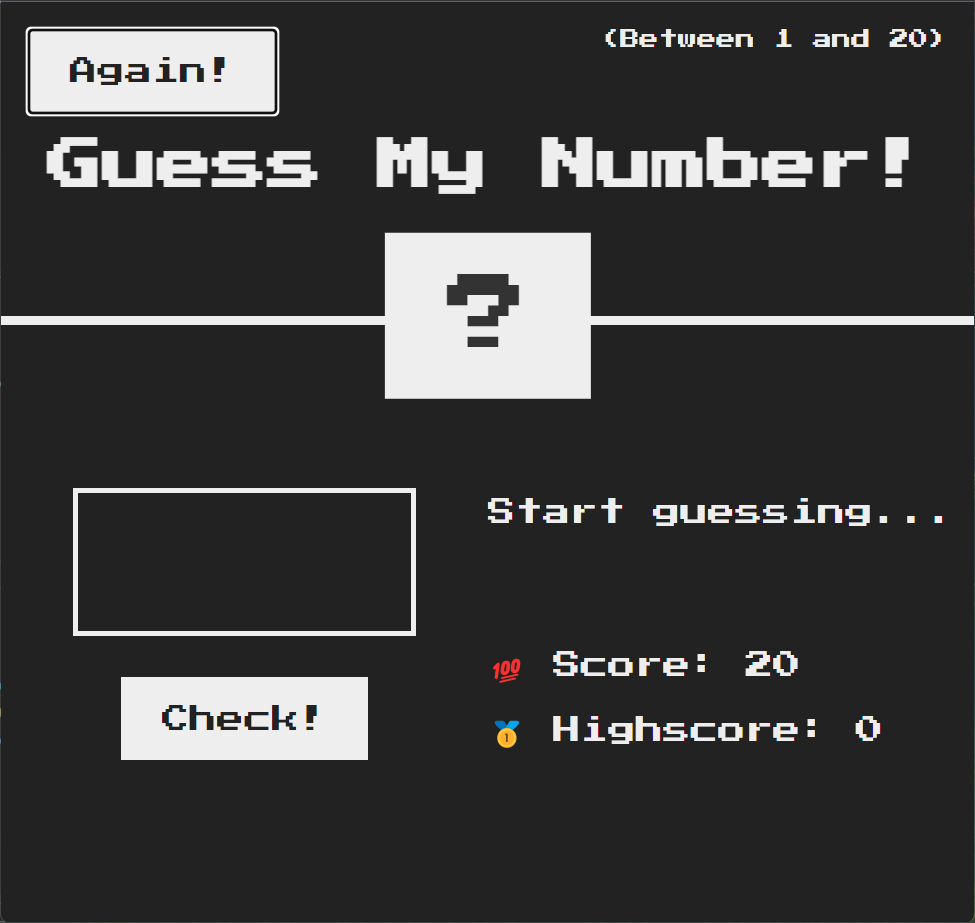 Again!
(Between 1 and 20)
Guess My Number!
?
Start guessing...
Check!
💯 Score: 20
🥇 Highscore: 0